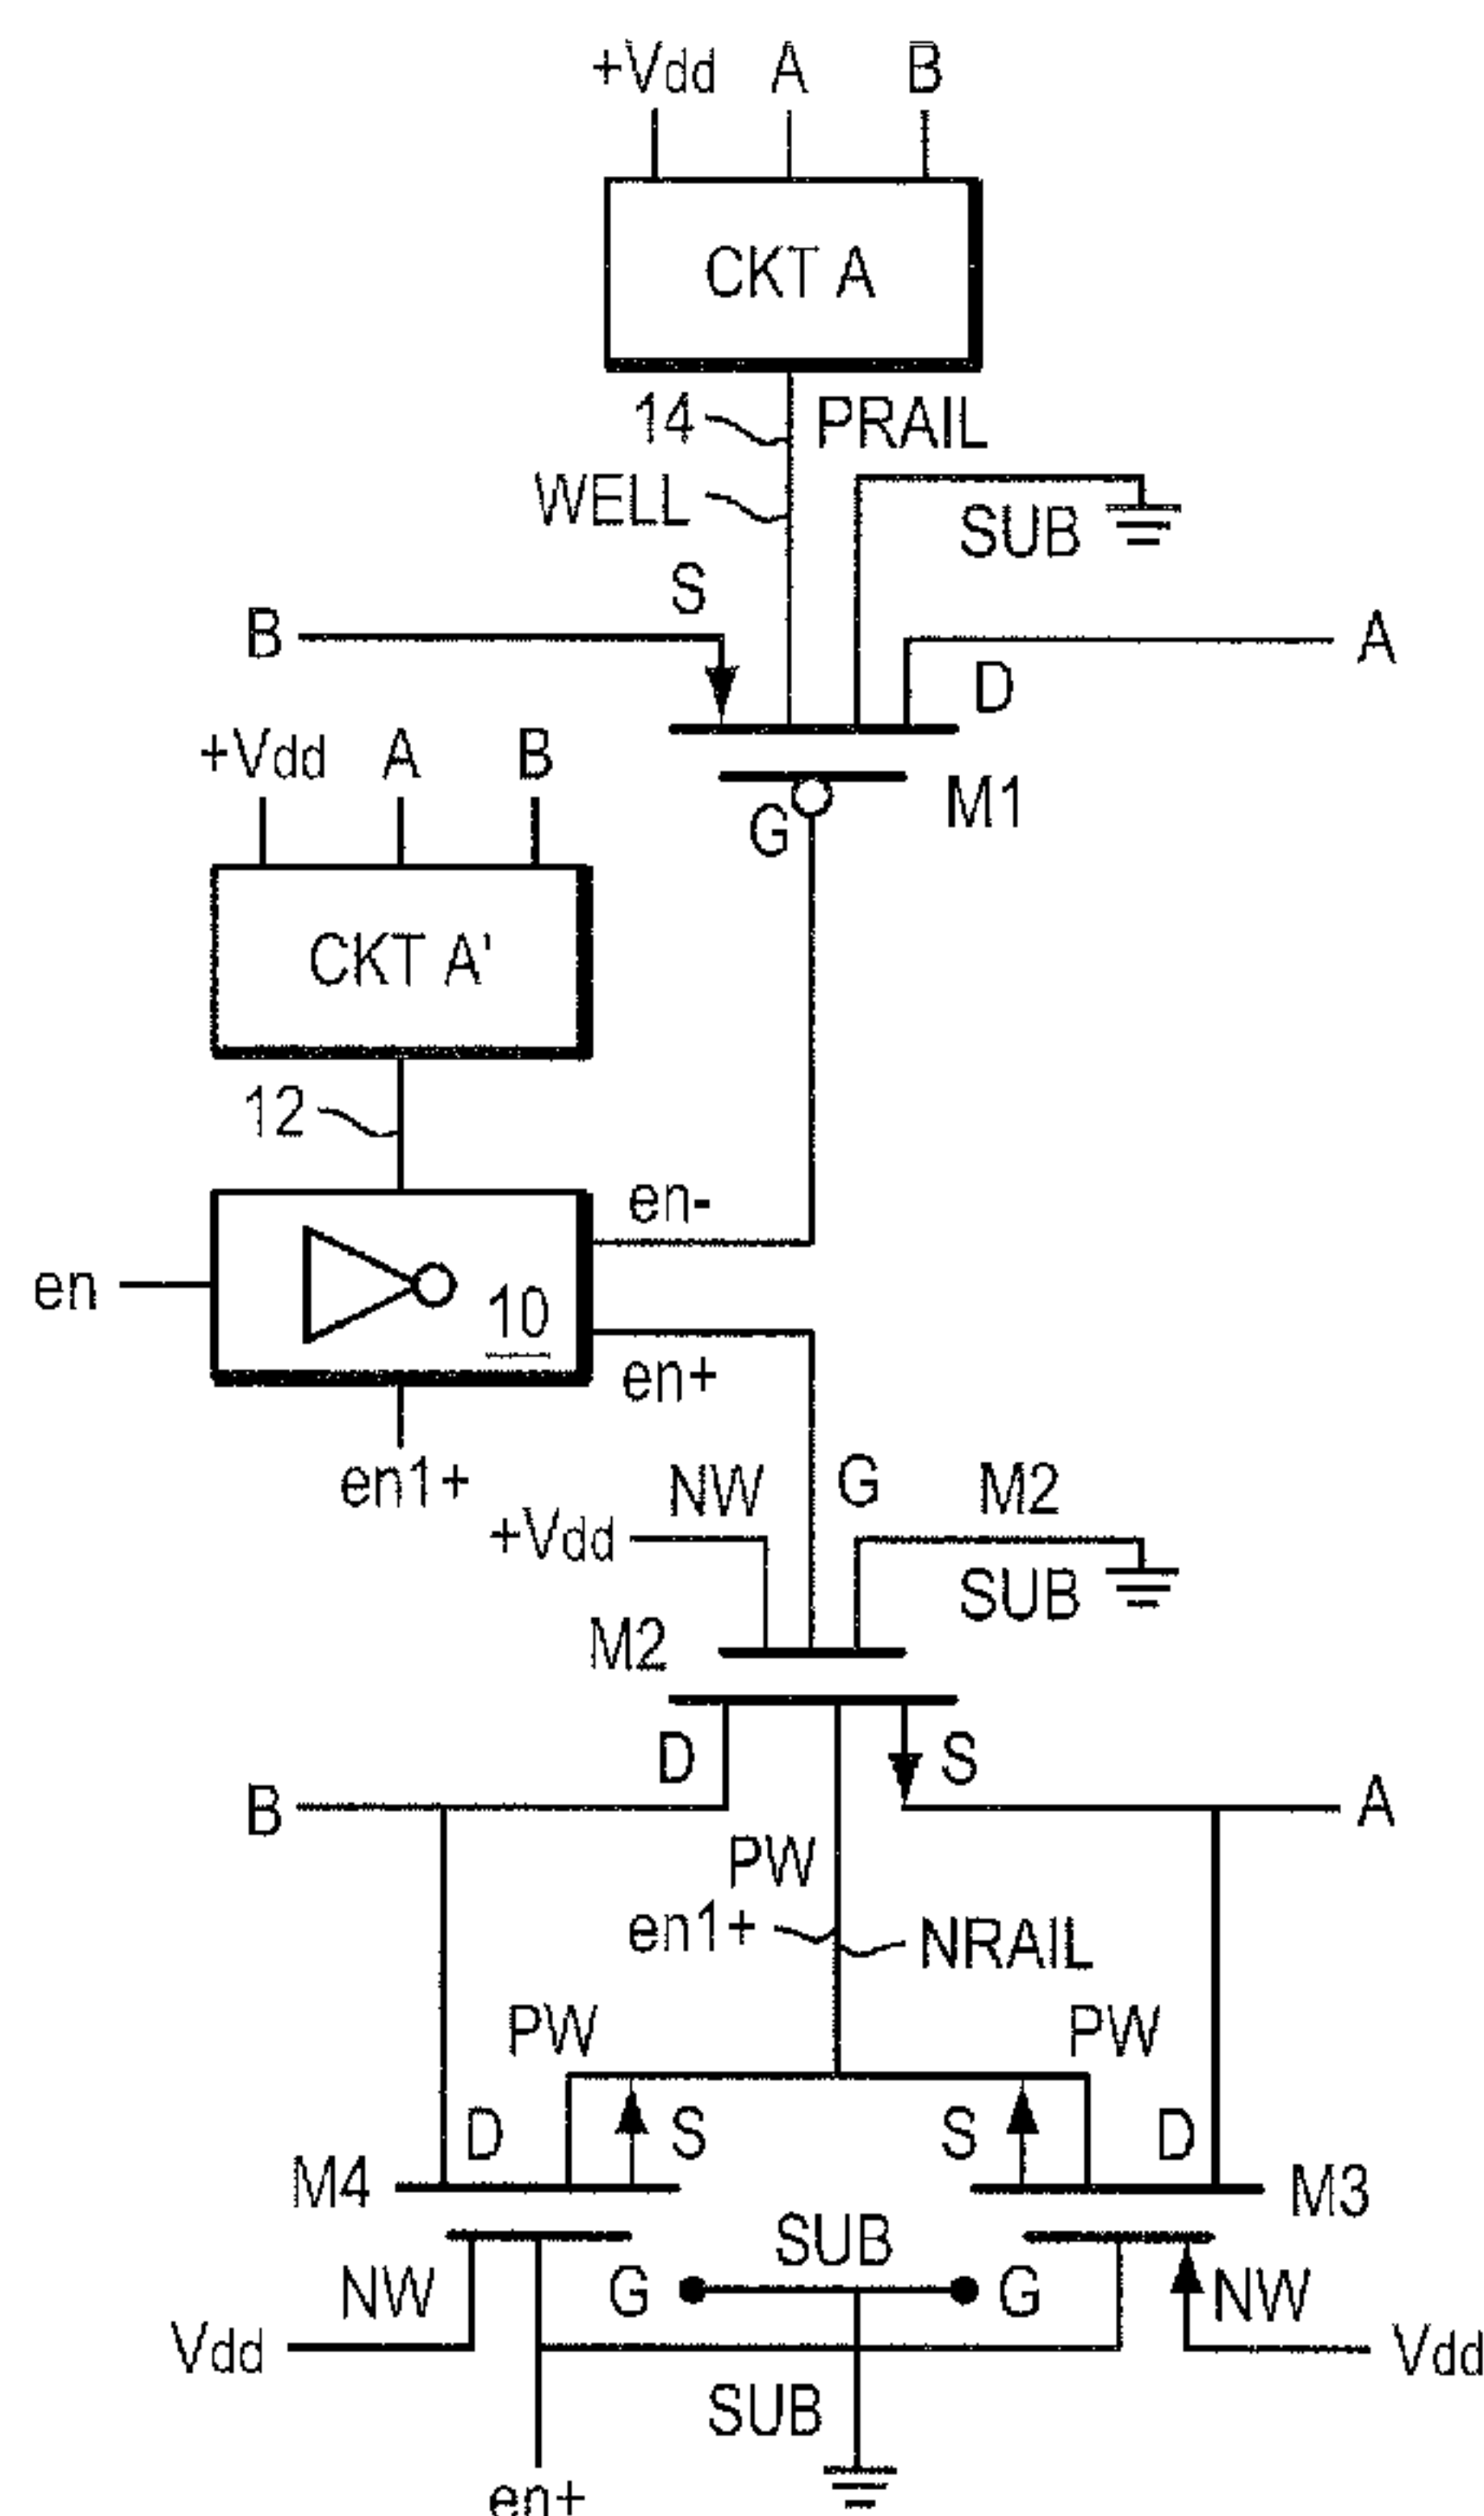 +Vdd A B
CKT A
14 PRAIL
WELL
SUB
S
B A
D
+Vdd A B
M1
G
CKT A'
12
en-
en
10
en+
en1+
NW G M2
+Vdd
SUB
M2
D S
B A
PW
en1+ NRAIL
PW PW
D S S D
M4 M3
SUB
NW G G NW
Vdd Vdd
SUB
en+